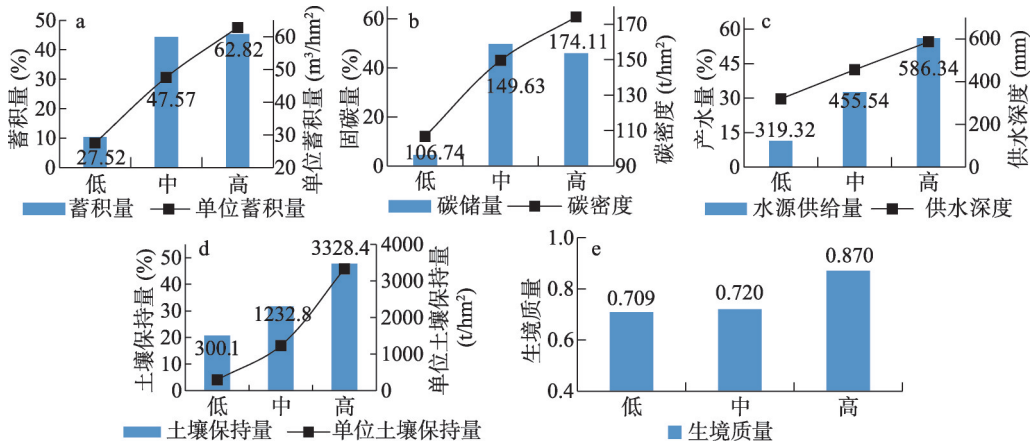 a
蓄积量 (%)
50
40
30
20
10
0
27.52
47.57
62.82
60
50
40
30
20
单位蓄积量 (m³/hm²)
低 中 高
蓄积量 单位蓄积量
b
固碳量 (%)
60
40
20
0
106.74
149.63
174.11
170
150
130
110
90
碳密度 (t/hm²)
低 中 高
碳储量 碳密度
c
产水量 (%)
60
45
30
15
0
319.32
455.54
586.34
600
400
200
0
供水深度 (mm)
低 中 高
水源供给量 供水深度
d
土壤保持量 (%)
50
40
30
20
10
0
300.1
1232.8
3328.4
4000
3000
2000
1000
0
单位土壤保持量
(t/hm²)
低 中 高
土壤保持量 单位土壤保持量
e
生境质量
1.0
0.8
0.6
0.4
0.709
0.720
0.870
低 中 高
生境质量